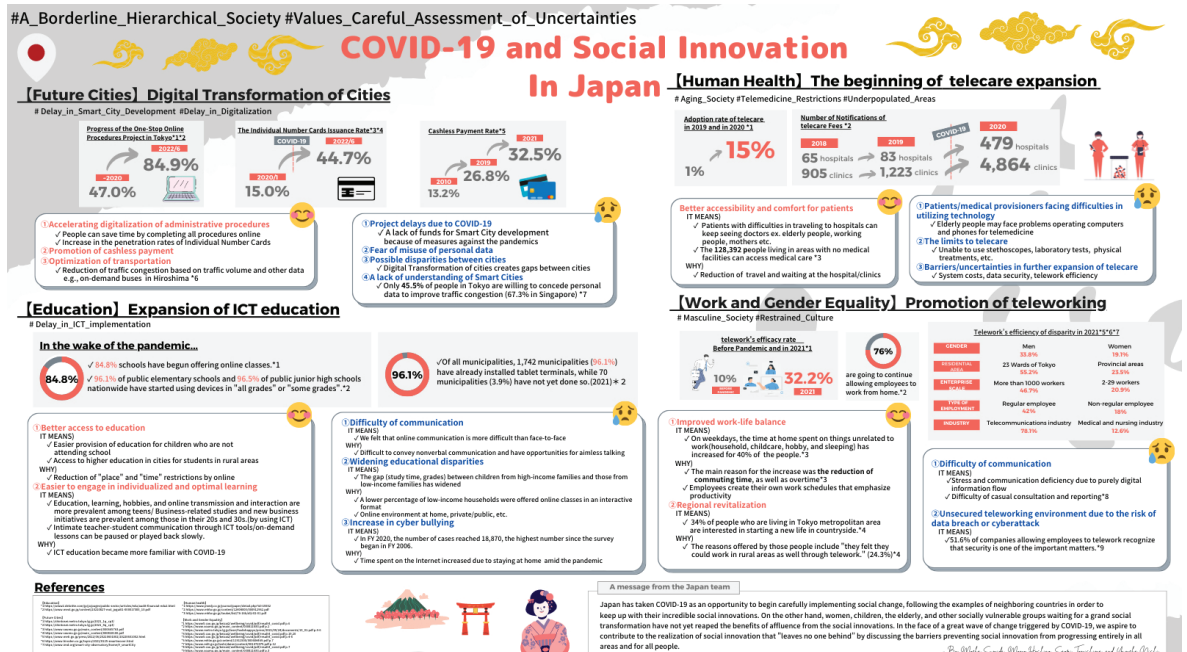 #A_Borderline_Hierarchical_Society #Values_Careful_Assessment_of_Uncertainties
COVID-19 and Social Innovation
In Japan
【Future Cities】Digital Transformation of Cities
# Delay_in_Smart_City_Development #Delay_in_Digitalization
Progress of the One-Stop Online
Procedures Project in Tokyo*1*2
2022/6
84.9%
~2020
47.0%
The Individual Number Cards Issuance Rate*3*4
COVID-19
2022/6
44.7%
2020/1
15.0%
Cashless Payment Rate*5
2021
32.5%
2019
26.8%
2010
13.2%
①Accelerating digitalization of administrative procedures
✓People can save time by completing all procedures online
✓Increase in the penetration rates of Individual Number Cards
②Promotion of cashless payment
③Optimization of transportation
✓Reduction of traffic congestion based on traffic volume and other data
e.g., on-demand buses in Hiroshima *6
①Project delays due to COVID-19
✓A lack of funds for Smart City development
because of measures against the pandemics
②Fear of misuse of personal data
③Possible disparities between cities
✓Digital Transformation of cities creates gaps between cities
④A lack of understanding of Smart Cities
✓Only 45.5% of people in Tokyo are willing to concede personal
data to improve traffic congestion (67.3% in Singapore) *7
【Human Health】The beginning of telecare expansion
# Aging_Society #Telemedicine_Restrictions #Underpopulated_Areas
Adoption rate of telecare
in 2019 and in 2020 *1
15%
1%
Number of Notifications of
telecare Fees *2
2018
65 hospitals
905 clinics
2019
83 hospitals
1,223 clinics
COVID-19
2020
479 hospitals
4,864 clinics
Better accessibility and comfort for patients
IT MEANS)
✓Patients with difficulties in traveling to hospitals can
keep seeing doctors ex. elderly people, working
people, mothers etc.
✓The 128,392 people living in areas with no medical
facilities can access medical care *3
WHY)
✓Reduction of travel and waiting at the hospital/clinics
①Patients/medical provisioners facing difficulties in
utilizing technology
✓Elderly people may face problems operating computers
and phones for telemedicine
②The limits to telecare
✓Unable to use stethoscopes, laboratory tests, physical
treatments, etc.
③Barriers/uncertainties in further expansion of telecare
✓System costs, data security, telework efficiency
【Education】Expansion of ICT education
# Delay_in_ICT_implementation
In the wake of the pandemic...
84.8%
✓ 84.8% schools have begun offering online classes.*1
✓ 96.1% of public elementary schools and 96.5% of public junior high schools
nationwide have started using devices in "all grades" or "some grades".*2
96.1%
✓Of all municipalities, 1,742 municipalities (96.1%)
have already installed tablet terminals, while 70
municipalities (3.9%) have not yet done so.(2021)＊ 2
①Better access to education
IT MEANS)
✓Easier provision of education for children who are not
attending school
✓Access to higher education in cities for students in rural areas
WHY)
✓Reduction of "place" and "time" restrictions by online
②Easier to engage in individualized and optimal learning
IT MEANS)
✓Education, learning, hobbies, and online transmission and interaction are
more prevalent among teens/ Business-related studies and new business
initiatives are prevalent among those in their 20s and 30s.(by using ICT)
✓Intimate teacher-student communication through ICT tools/on-demand
lessons can be paused or played back slowly.
WHY)
✓ICT education became more familiar with COVID-19
①Difficulty of communication
IT MEANS)
✓We felt that online communication is more difficult than face-to-face
WHY)
✓Difficult to convey nonverbal communication and have opportunities for aimless talking
②Widening educational disparities
IT MEANS)
✓The gap (study time, grades) between children from high-income families and those from
low-income families has widened
WHY)
✓A lower percentage of low-income households were offered online classes in an interactive
format
✓Online environment at home, private/public, etc.
③Increase in cyber bullying
IT MEANS)
✓In FY 2020, the number of cases reached 18,870, the highest number since the survey
began in FY 2006.
WHY)
✓Time spent on the Internet increased due to staying at home amid the pandemic
【Work and Gender Equality】Promotion of teleworking
# Masculine_Society #Restrained_Culture
telework's efficacy rate
Before Pandemic and in 2021*1
10%
32.2%
2021
76%
are going to continue
allowing employees to
work from home.*2
Telework's efficiency of disparity in 2021*5*6*7
GENDER
Men
33.8%
Women
19.1%
RESIDENTIAL
AREA
23 Wards of Tokyo
55.2%
Provincial areas
23.5%
ENTERPRISE
SCALE
More than 1000 workers
46.7%
2-29 workers
20.9%
TYPE OF
EMPLOYMENT
Regular employee
42%
Non-regular employee
18%
INDUSTRY
Telecommunications industry
78.1%
Medical and nursing industry
12.6%
①Improved work-life balance
IT MEANS)
✓On weekdays, the time at home spent on things unrelated to
work(household, childcare, hobby, and sleeping) has
increased for 40% of the people.*3
WHY)
✓The main reason for the increase was the reduction of
commuting time, as well as overtime*3
✓Employees create their own work schedules that emphasize
productivity
②Regional revitalization
IT MEANS)
✓34% of people who are living in Tokyo metropolitan area
are interested in starting a new life in countryside.*4
WHY)
✓The reasons offered by those people include "they felt they
could work in rural areas as well through telework." (24.3%)*4
①Difficulty of communication
IT MEANS)
✓Stress and communication deficiency due to purely digital
information flow
✓Difficulty of casual consultation and reporting*8
②Unsecured teleworking environment due to the risk of
data breach or cyberattack
IT MEANS)
✓51.6% of companies allowing employees to telework recognize
that security is one of the important matters.*9
References
A message from the Japan team
Japan has taken COVID-19 as an opportunity to begin carefully implementing social change, following the examples of neighboring countries in order to
keep up with their incredible social innovations. On the other hand, women, children, the elderly, and other socially vulnerable groups waiting for a grand social
transformation have not yet reaped the benefits of affluence from the social innovations. In the face of a great wave of change triggered by COVID-19, we aspire to
contribute to the realization of social innovation that "leaves no one behind" by discussing the barriers preventing social innovation from progressing entirely in all
areas and for all people.